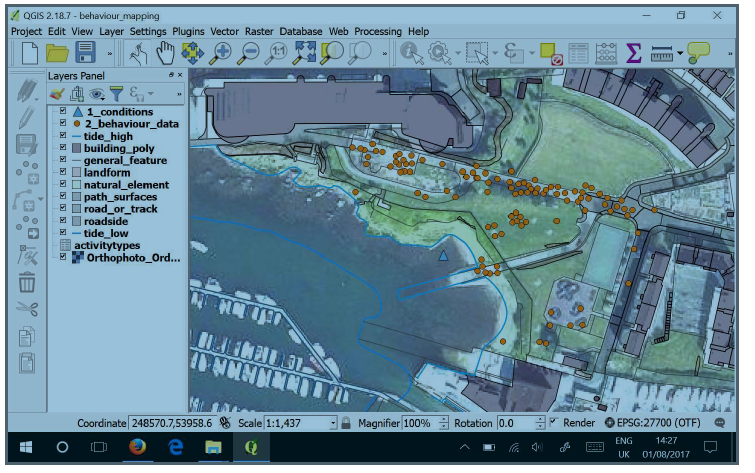 QGIS 2.18.7 - behaviour_mapping
Project Edit View Layer Settings Plugins Vector Raster Database Web Processing Help
1:1
Layers Panel
1_conditions
2_behaviour_data
tide_high
building_poly
general_feature
landform
natural_element
path_surfaces
road_or_track
roadside
tide_low
activitytypes
Orthophoto_Ord...
Coordinate 248570.7,53958.6 Scale 1:1,437 Magnifier 100% Rotation 0.0 Render EPSG:27700 (OTF)
ENG 14:27
UK 01/08/2017